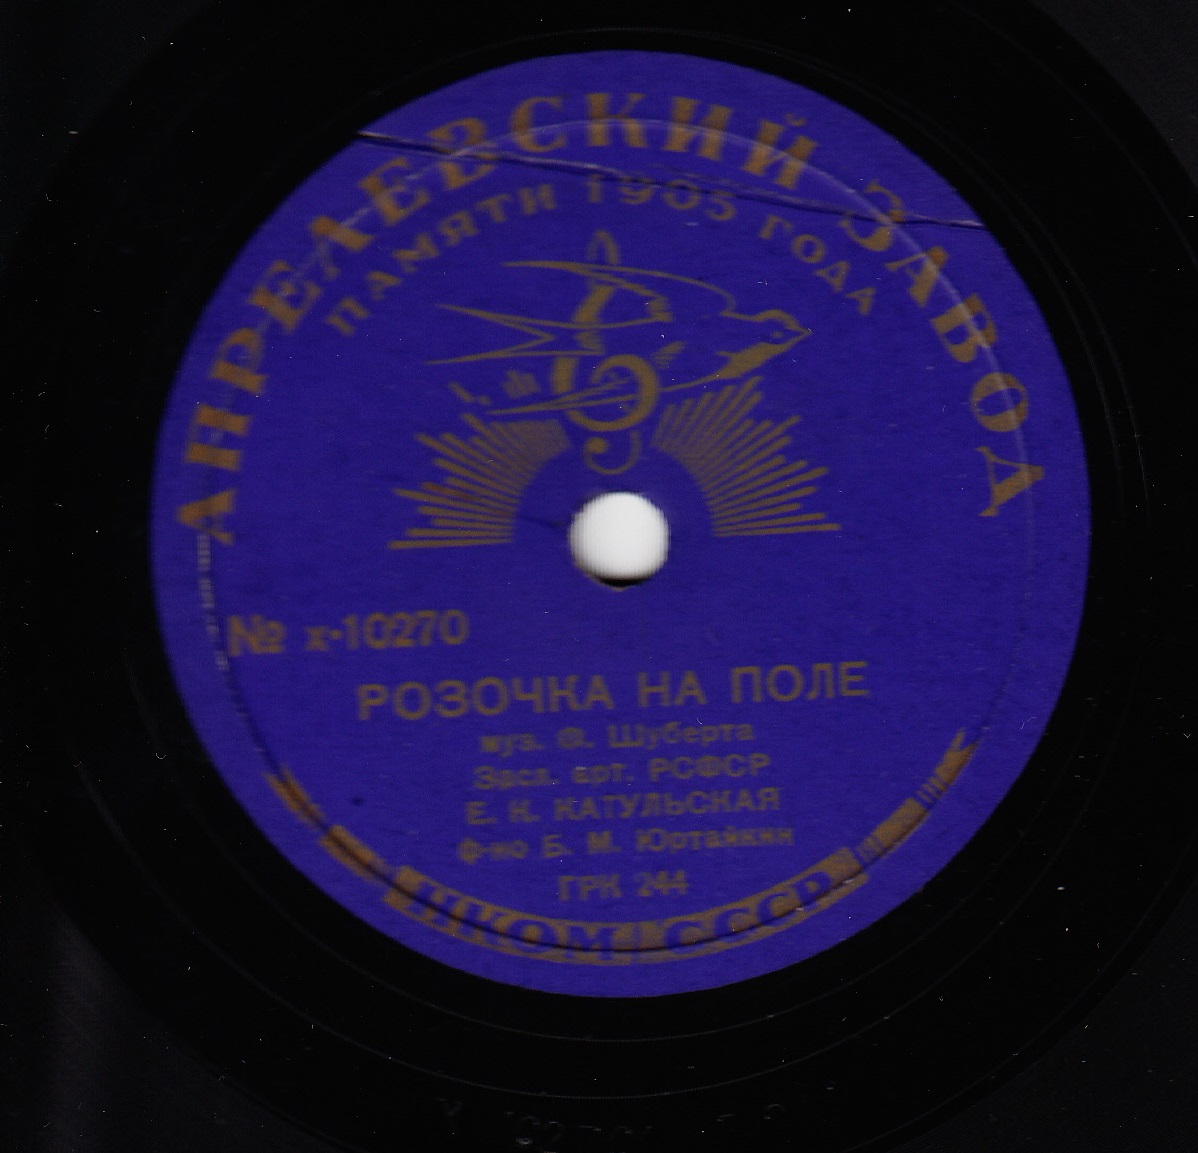 АПРЕЛЕВСКИЙ ЗАВОД
ПАМЯТИ 1905 ГОДА
№ х-10270
РОЗОЧКА НА ПОЛЕ
муз. Ф. Шуберта
Засл. арт. РСФСР
Е. К. КАТУЛЬСКАЯ
ф-но Б. М. Юртайкин
ГРК 244
НКОМ СССР